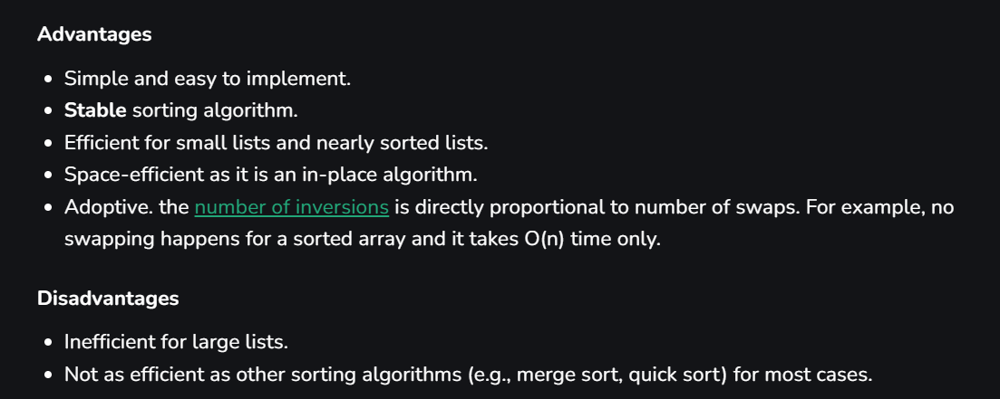 Advantages
Simple and easy to implement.
Stable sorting algorithm.
Efficient for small lists and nearly sorted lists.
Space-efficient as it is an in-place algorithm.
Adoptive. the number of inversions is directly proportional to number of swaps. For example, no
swapping happens for a sorted array and it takes O(n) time only.
Disadvantages
Inefficient for large lists.
Not as efficient as other sorting algorithms (e.g., merge sort, quick sort) for most cases.